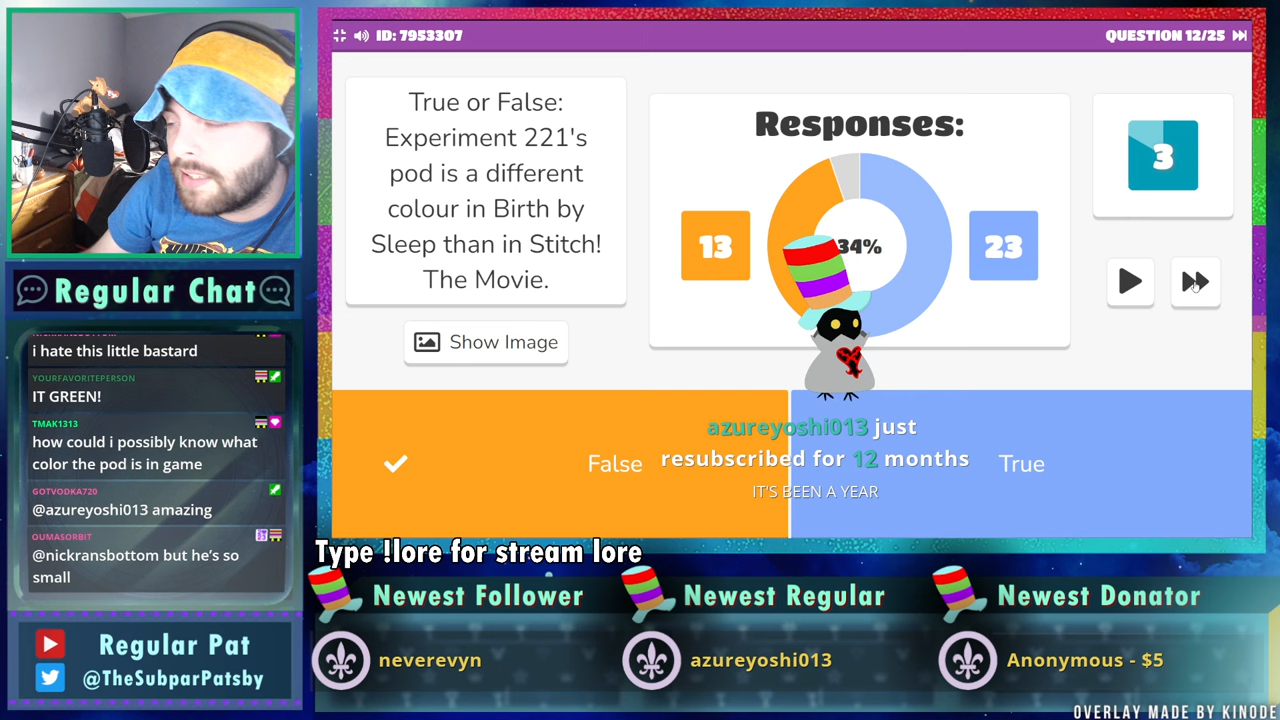 ID: 7953307
QUESTION 12/25
True or False:
Experiment 221's
pod is a different
colour in Birth by
Sleep than in Stitch!
The Movie.
Show Image
Responses:
13
34%
23
3
False
True
azureyoshi013 just
resubscribed for 12 months
IT'S BEEN A YEAR
Regular Chat
i hate this little bastard
YOURFAVORITEPERSON
IT GREEN!
TMAK1313
how could i possibly know what
color the pod is in game
GOTVODKA720
@azureyoshi013 amazing
OUMASORBIT
@nickransbottom but he's so
small
Regular Pat
@TheSubparPatsby
Type !lore for stream lore
Newest Follower
neverevyn
Newest Regular
azureyoshi013
Newest Donator
Anonymous - $5
OVERLAY MADE BY KINODE